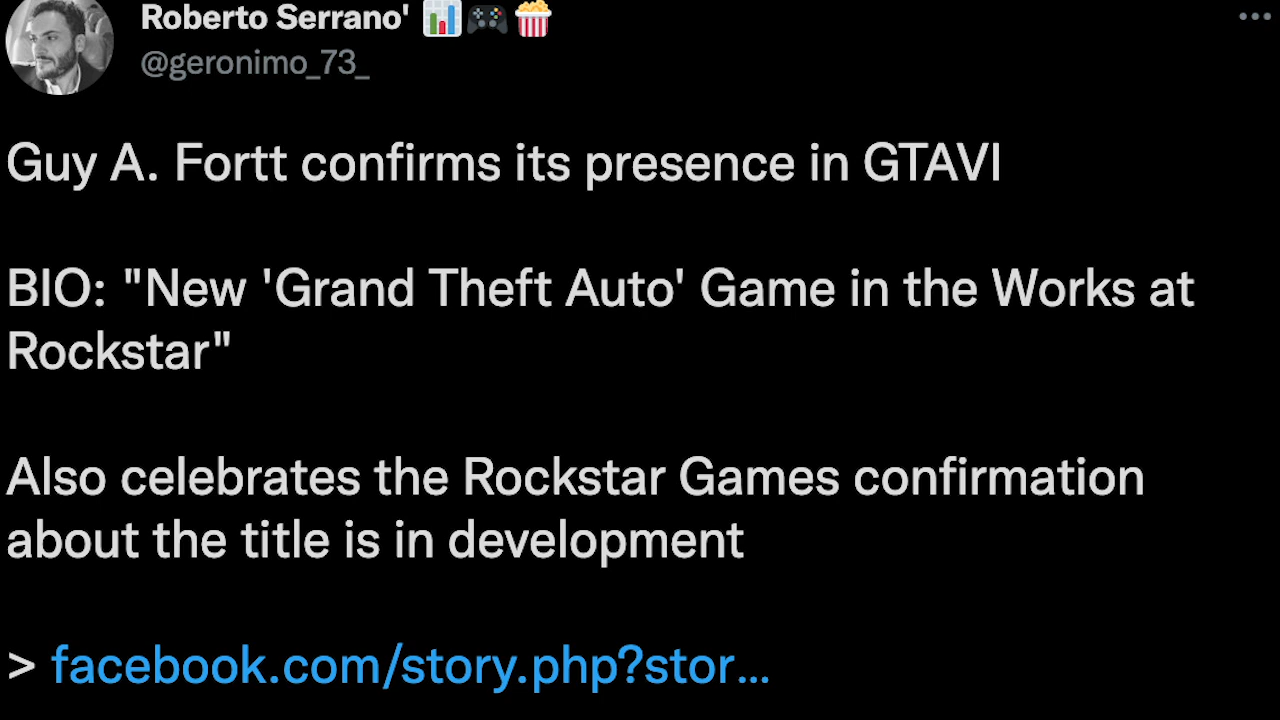 Roberto Serrano' 📊🎮🍿
@geronimo_73_
Guy A. Fortt confirms its presence in GTAVI
BIO: "New 'Grand Theft Auto' Game in the Works at
Rockstar"
Also celebrates the Rockstar Games confirmation
about the title is in development
> facebook.com/story.php?stor...